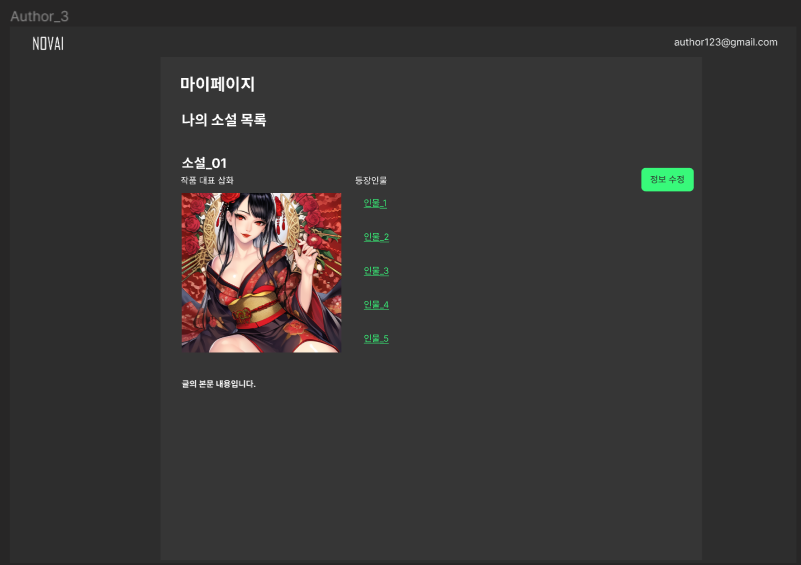 Author_3
NOVAI
author123@gmail.com
마이페이지
나의 소설 목록
소설_01
작품 대표 삽화
등장인물
정보 수정
인물_1
인물_2
인물_3
인물_4
인물_5
글의 본문 내용입니다.